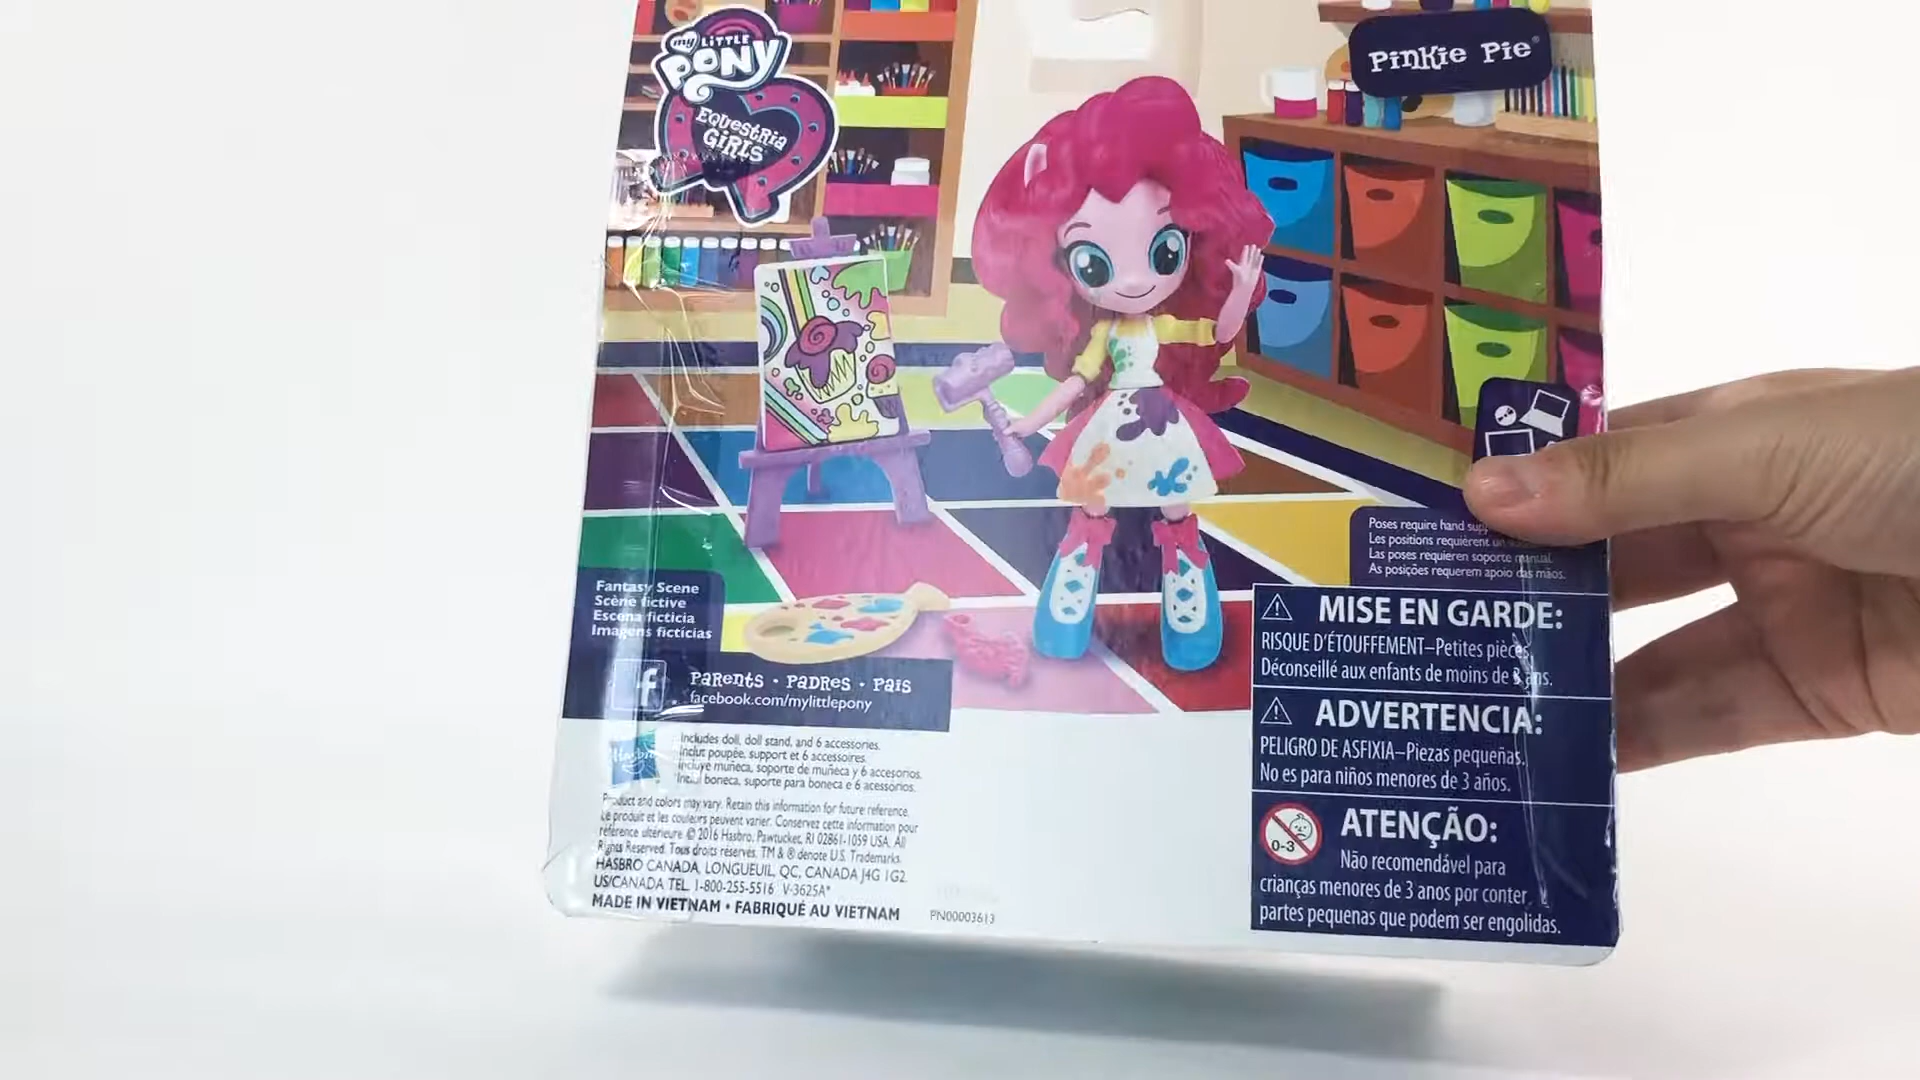 my LITTLE
PONY
EQUESTRIA
GIRLS
Pinkie Pie®
Poses require hand
Les positions requièrent
Las poses requieren soporte manual.
As posições requerem apoio das mãos.
Fantasy Scene
Scène fictive
Escena ficticia
Imagens fictícias
PARENTS • PADRES • PAIS
facebook.com/mylittlepony
Hasbro
Includes doll, doll stand, and 6 accessories.
Inclut poupée, support et 6 accessoires.
Incluye muñeca, soporte de muñeca y 6 accesorios.
Inclui boneca, suporte para boneca e 6 acessórios.
Product and colors may vary. Retain this information for future reference.
Le produit et les couleurs peuvent varier. Conservez cette information pour
référence ultérieure. © 2016 Hasbro, Pawtucket, RI 02861-1059 USA. All
Rights Reserved. Tous droits réservés. TM & ® denote U.S. Trademarks.
HASBRO CANADA, LONGUEUIL, QC, CANADA J4G 1G2.
US/CANADA TEL. 1-800-255-5516 V-3625A*
MADE IN VIETNAM • FABRIQUÉ AU VIETNAM
PN00003613
MISE EN GARDE:
RISQUE D'ÉTOUFFEMENT–Petites pièces.
Déconseillé aux enfants de moins de 3 ans.
ADVERTENCIA:
PELIGRO DE ASFIXIA–Piezas pequeñas.
No es para niños menores de 3 años.
0-3
ATENÇÃO:
Não recomendável para
crianças menores de 3 anos por conter
partes pequenas que podem ser engolidas.